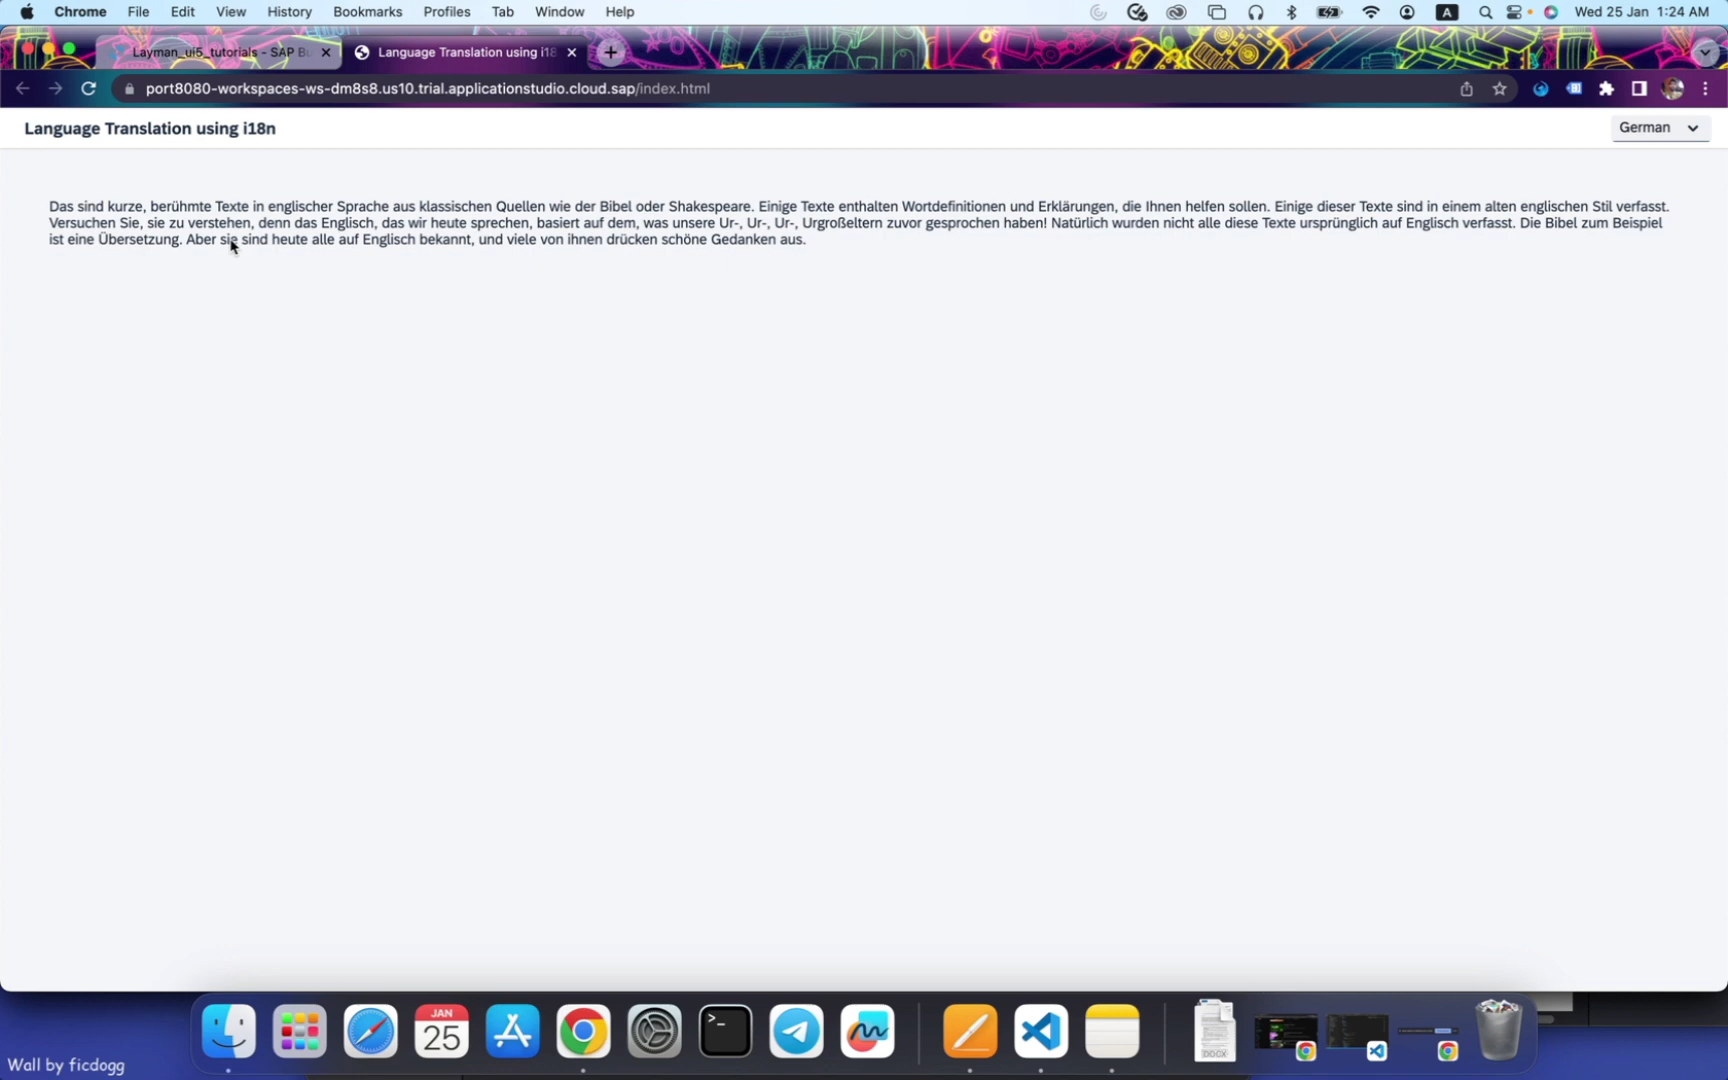 Chrome File Edit View History Bookmarks Profiles Tab Window Help A Wed 25 Jan 1:24 AM
Layman_ui5_tutorials - SAP Bu Language Translation using i18
port8080-workspaces-ws-dm8s8.us10.trial.applicationstudio.cloud.sap/index.html
Language Translation using i18n German
Das sind kurze, berühmte Texte in englischer Sprache aus klassischen Quellen wie der Bibel oder Shakespeare. Einige Texte enthalten Wortdefinitionen und Erklärungen, die Ihnen helfen sollen. Einige dieser Texte sind in einem alten englischen Stil verfasst.
Versuchen Sie, sie zu verstehen, denn das Englisch, das wir heute sprechen, basiert auf dem, was unsere Ur-, Ur-, Ur-, Urgroßeltern zuvor gesprochen haben! Natürlich wurden nicht alle diese Texte ursprünglich auf Englisch verfasst. Die Bibel zum Beispiel
ist eine Übersetzung. Aber sie sind heute alle auf Englisch bekannt, und viele von ihnen drücken schöne Gedanken aus.
JAN
25
DOCX
Wall by ficdogg